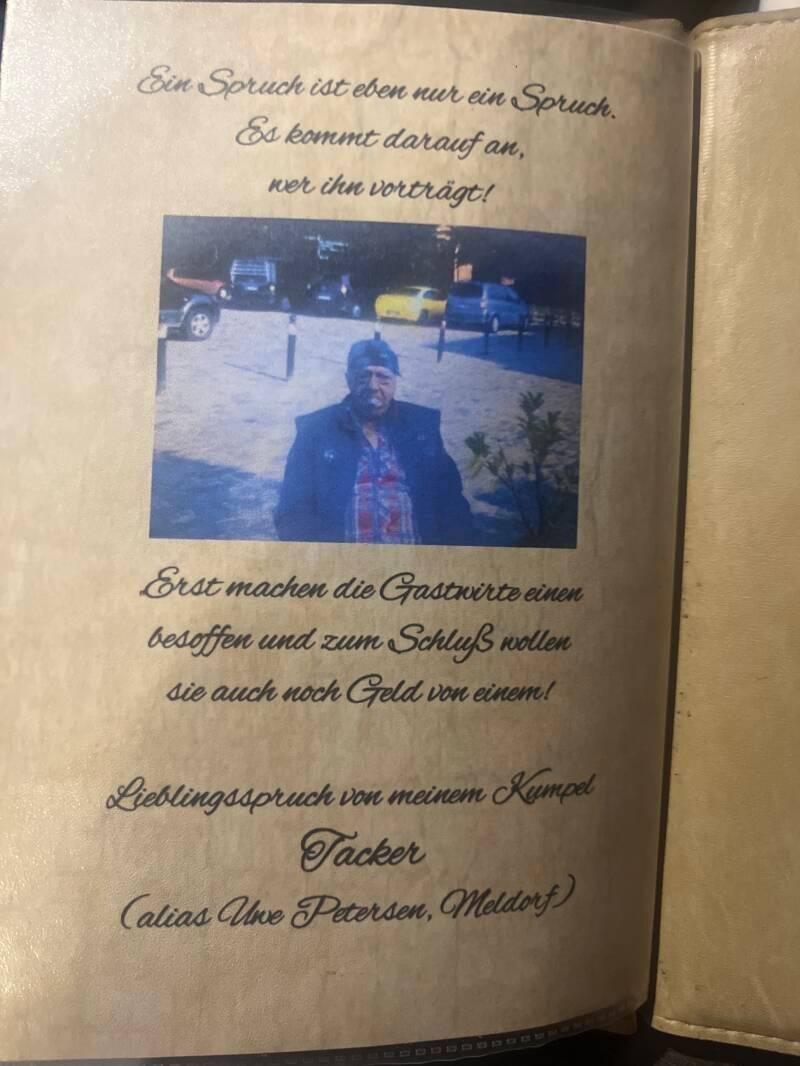 Ein Spruch ist eben nur ein Spruch.
Es kommt darauf an,
wer ihn vorträgt!
Erst machen die Gastwirte einen
besoffen und zum Schluß wollen
sie auch noch Geld von einem!
Lieblingsspruch von meinem Kumpel
Tacker
(alias Uwe Petersen, Meldorf)